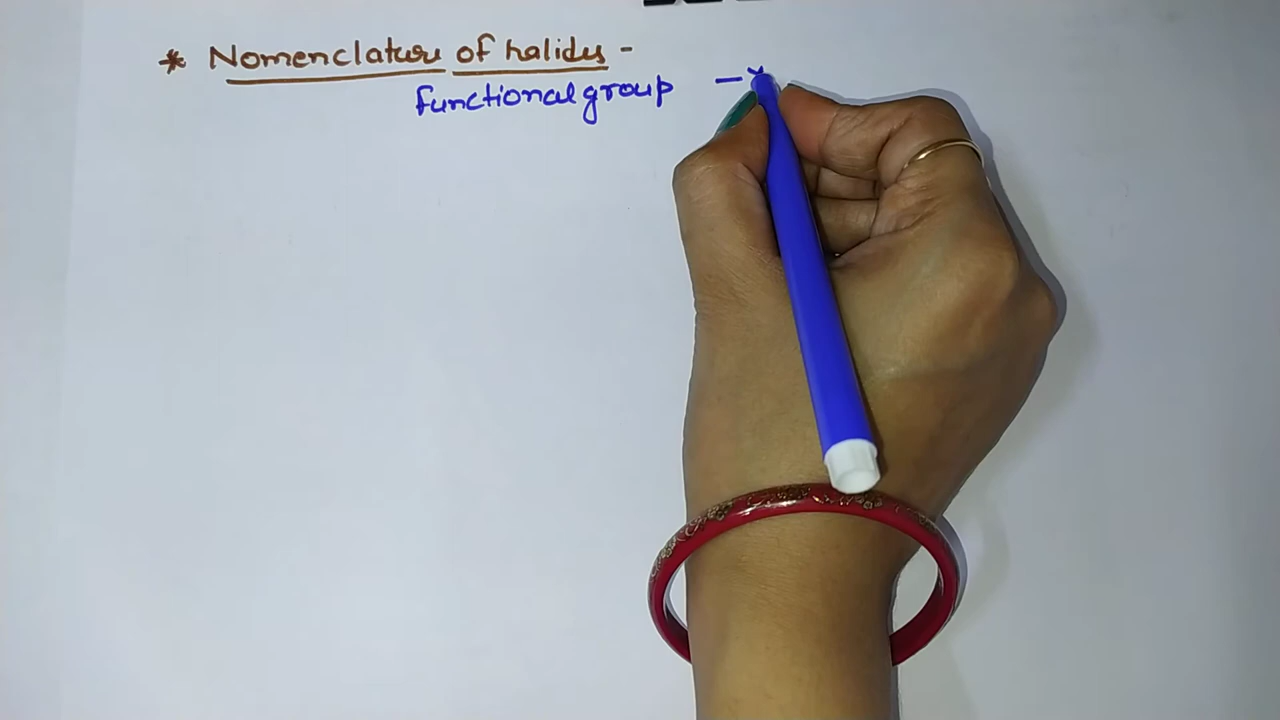 * Nomenclature of halides -
functional group -